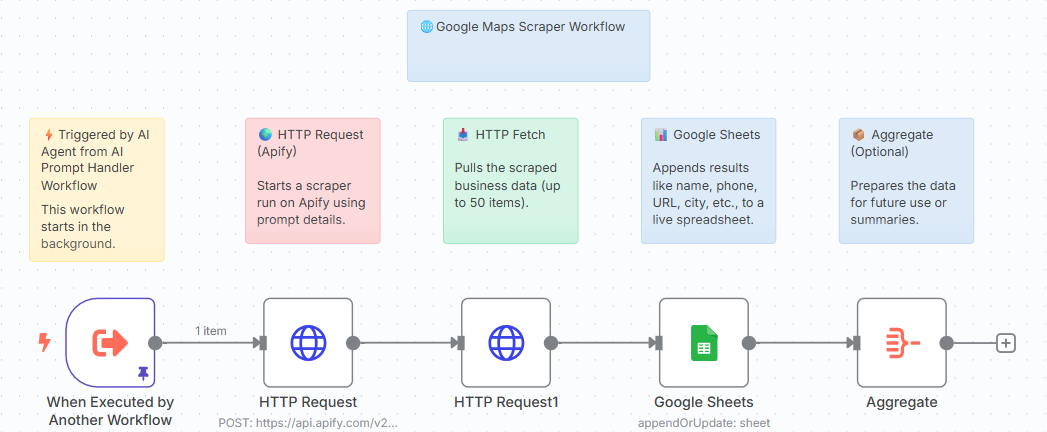 🌐 Google Maps Scraper Workflow
⚡ Triggered by AI
Agent from AI
Prompt Handler
Workflow
This workflow
starts in the
background.
🌍 HTTP Request
(Apify)
Starts a scraper
run on Apify using
prompt details.
📥 HTTP Fetch
Pulls the scraped
business data (up
to 50 items).
📊 Google Sheets
Appends results
like name, phone,
URL, city, etc., to a
live spreadsheet.
📦 Aggregate
(Optional)
Prepares the data
for future use or
summaries.
1 item
When Executed by
Another Workflow
HTTP Request
POST: https://api.apify.com/v2...
HTTP Request1
Google Sheets
appendOrUpdate: sheet
Aggregate